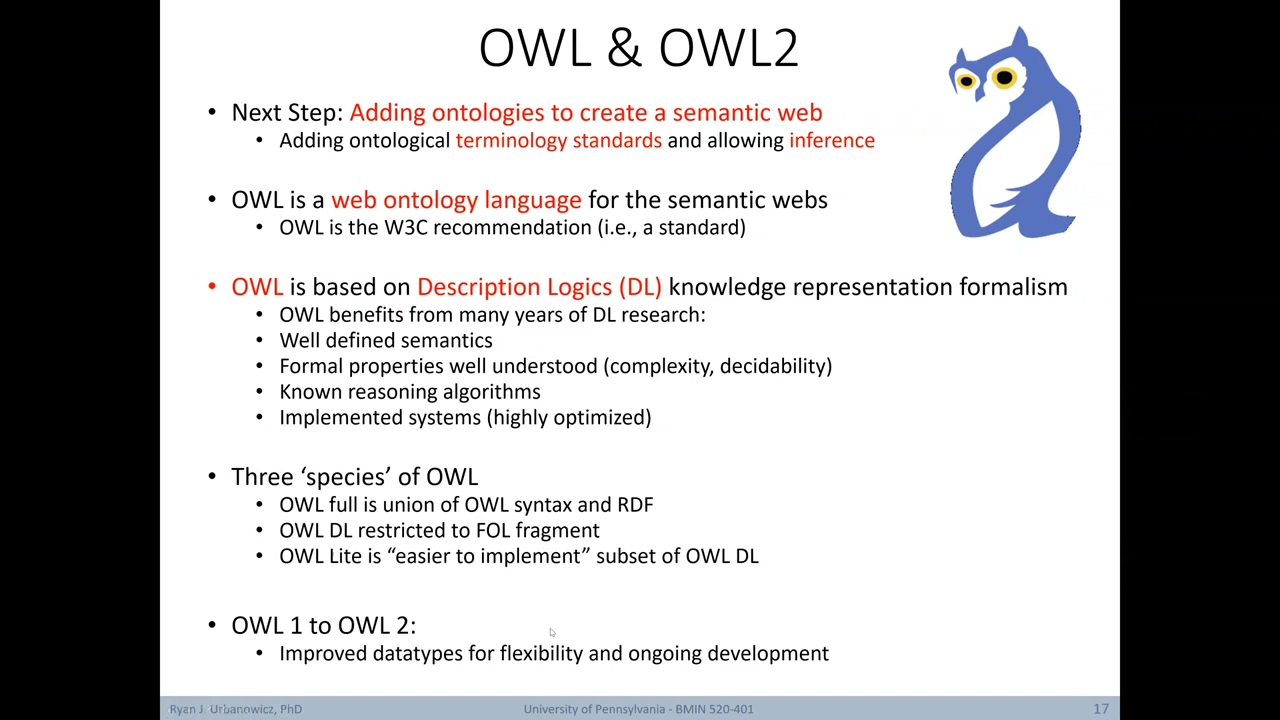 OWL & OWL2
• Next Step: Adding ontologies to create a semantic web
• Adding ontological terminology standards and allowing inference
• OWL is a web ontology language for the semantic webs
• OWL is the W3C recommendation (i.e., a standard)
• OWL is based on Description Logics (DL) knowledge representation formalism
• OWL benefits from many years of DL research:
• Well defined semantics
• Formal properties well understood (complexity, decidability)
• Known reasoning algorithms
• Implemented systems (highly optimized)
• Three ‘species’ of OWL
• OWL full is union of OWL syntax and RDF
• OWL DL restricted to FOL fragment
• OWL Lite is “easier to implement” subset of OWL DL
• OWL 1 to OWL 2:
• Improved datatypes for flexibility and ongoing development
Ryan J. Urbanowicz, PhD
University of Pennsylvania - BMIN 520-401
17